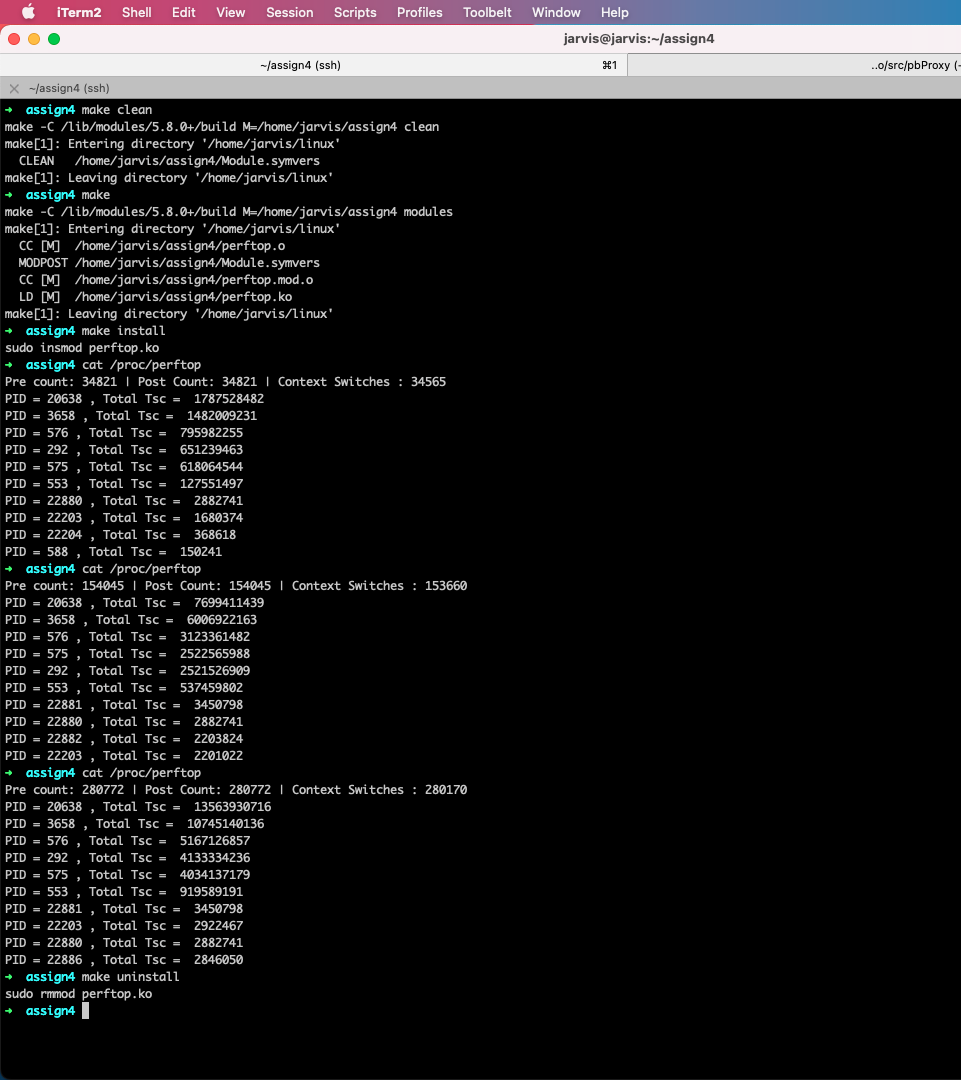 iTerm2 Shell Edit View Session Scripts Profiles Toolbelt Window Help
jarvis@jarvis:~/assign4
~/assign4 (ssh) ⌘1 ..o/src/pbProxy (-
~/assign4 (ssh)
➜ assign4 make clean
make -C /lib/modules/5.8.0+/build M=/home/jarvis/assign4 clean
make[1]: Entering directory '/home/jarvis/linux'
CLEAN /home/jarvis/assign4/Module.symvers
make[1]: Leaving directory '/home/jarvis/linux'
➜ assign4 make
make -C /lib/modules/5.8.0+/build M=/home/jarvis/assign4 modules
make[1]: Entering directory '/home/jarvis/linux'
CC [M] /home/jarvis/assign4/perftop.o
MODPOST /home/jarvis/assign4/Module.symvers
CC [M] /home/jarvis/assign4/perftop.mod.o
LD [M] /home/jarvis/assign4/perftop.ko
make[1]: Leaving directory '/home/jarvis/linux'
➜ assign4 make install
sudo insmod perftop.ko
➜ assign4 cat /proc/perftop
Pre count: 34821 | Post Count: 34821 | Context Switches : 34565
PID = 20638 , Total Tsc = 1787528482
PID = 3658 , Total Tsc = 1482009231
PID = 576 , Total Tsc = 795982255
PID = 292 , Total Tsc = 651239463
PID = 575 , Total Tsc = 618064544
PID = 553 , Total Tsc = 127551497
PID = 22880 , Total Tsc = 2882741
PID = 22203 , Total Tsc = 1680374
PID = 22204 , Total Tsc = 368618
PID = 588 , Total Tsc = 150241
➜ assign4 cat /proc/perftop
Pre count: 154045 | Post Count: 154045 | Context Switches : 153660
PID = 20638 , Total Tsc = 7699411439
PID = 3658 , Total Tsc = 6006922163
PID = 576 , Total Tsc = 3123361482
PID = 575 , Total Tsc = 2522565988
PID = 292 , Total Tsc = 2521526909
PID = 553 , Total Tsc = 537459802
PID = 22881 , Total Tsc = 3450798
PID = 22880 , Total Tsc = 2882741
PID = 22882 , Total Tsc = 2203824
PID = 22203 , Total Tsc = 2201022
➜ assign4 cat /proc/perftop
Pre count: 280772 | Post Count: 280772 | Context Switches : 280170
PID = 20638 , Total Tsc = 13563930716
PID = 3658 , Total Tsc = 10745140136
PID = 576 , Total Tsc = 5167126857
PID = 292 , Total Tsc = 4133334236
PID = 575 , Total Tsc = 4034137179
PID = 553 , Total Tsc = 919589191
PID = 22881 , Total Tsc = 3450798
PID = 22203 , Total Tsc = 2922467
PID = 22880 , Total Tsc = 2882741
PID = 22886 , Total Tsc = 2846050
➜ assign4 make uninstall
sudo rmmod perftop.ko
➜ assign4